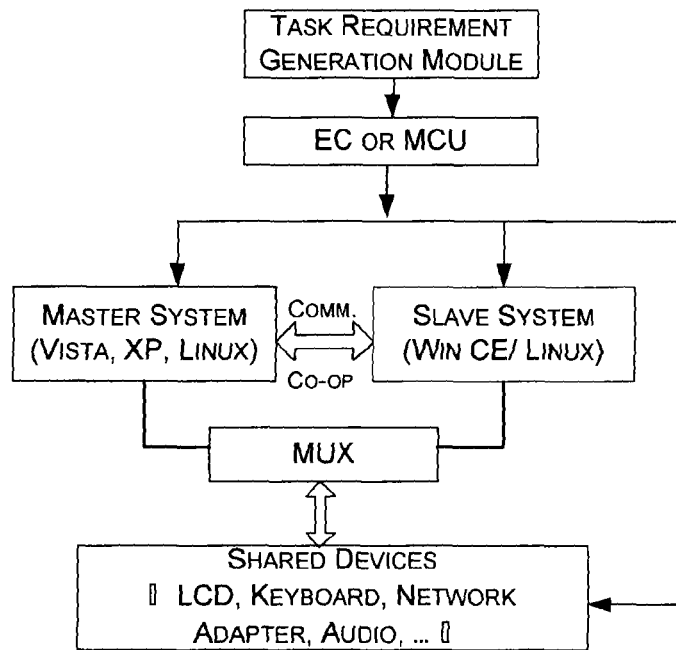 TASK REQUIREMENT
GENERATION MODULE
EC OR MCU
MASTER SYSTEM
(VISTA, XP, LINUX)
COMM.
CO-OP
SLAVE SYSTEM
(WIN CE/ LINUX)
MUX
SHARED DEVICES
▯ LCD, KEYBOARD, NETWORK
ADAPTER, AUDIO, ... ▯